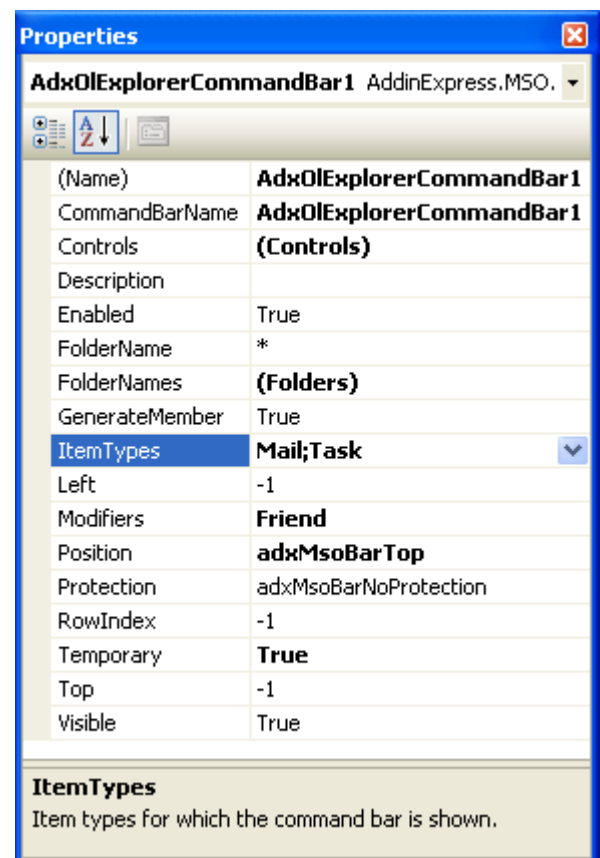 Properties
AdxOlExplorerCommandBar1 AddinExpress.MSO.
A
Z
(Name) AdxOlExplorerCommandBar1
CommandBarName AdxOlExplorerCommandBar1
Controls (Controls)
Description
Enabled True
FolderName *
FolderNames (Folders)
GenerateMember True
ItemTypes Mail;Task
Left -1
Modifiers Friend
Position adxMsoBarTop
Protection adxMsoBarNoProtection
RowIndex -1
Temporary True
Top -1
Visible True
ItemTypes
Item types for which the command bar is shown.